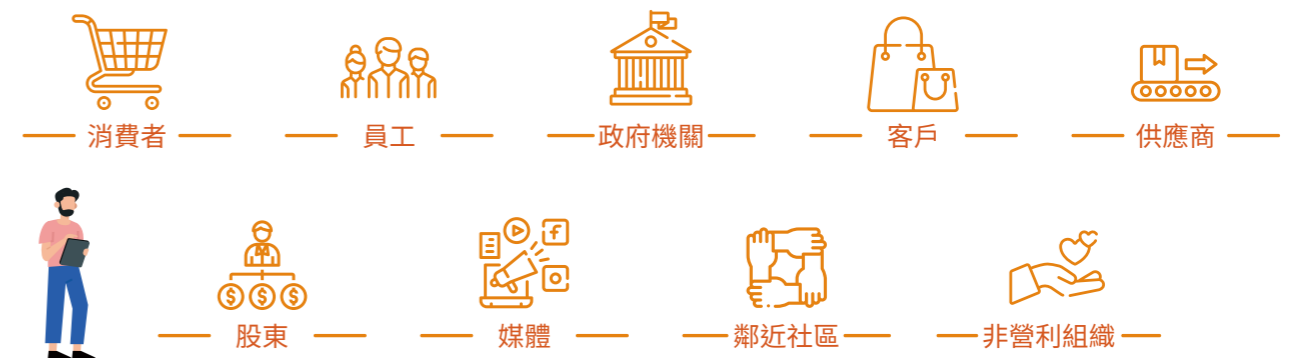 消費者
員工
政府機關
客戶
供應商
股東
媒體
鄰近社區
非營利組織